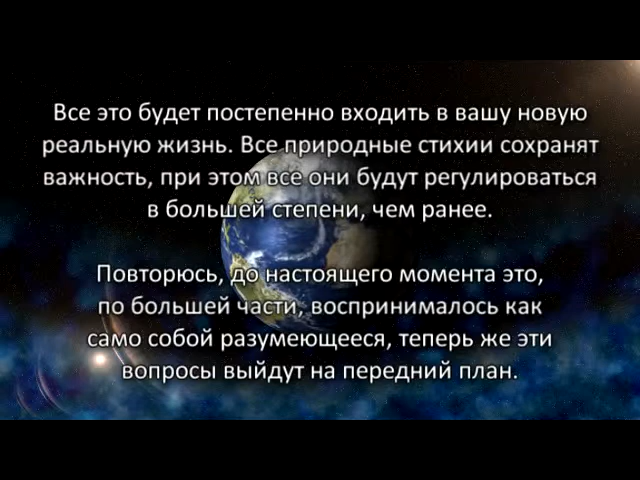 Все это будет постепенно входить в вашу новую
реальную жизнь. Все природные стихии сохранят
важность, при этом все они будут регулироваться
в большей степени, чем ранее.
Повторюсь, до настоящего момента это,
по большей части, воспринималось как
само собой разумеющееся, теперь же эти
вопросы выйдут на передний план.